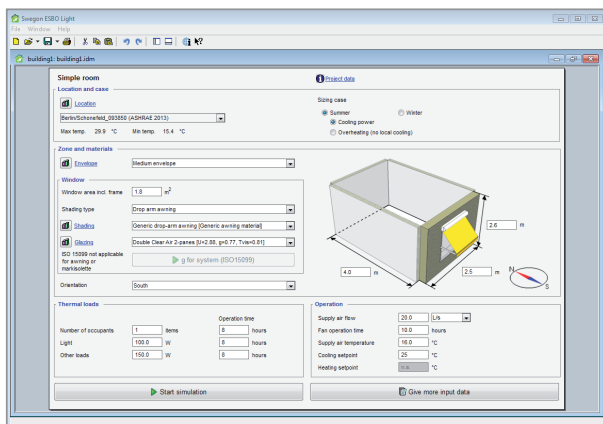 Swegon ESBO Light
File Window Help
building1: building1.idm
Simple room
Project data
Location and case
Location
Berlin/Schonefeld_093850 (ASHRAE 2013)
Max temp. 29.9 °C Min temp. 15.4 °C
Sizing case
Summer Winter
Cooling power
Overheating (no local cooling)
Zone and materials
Envelope Medium envelope
Window
Window area incl. frame 1.8 m2
Shading type Drop arm awning
Shading Generic drop-arm awning [Generic awning material]
Glazing Double Clear Air 2-panes [U=2.88, g=0.77, Tvis=0.81]
ISO 15099 not applicable
for awning or
markisolette
g for system (ISO15099)
Orientation South
2.6 m
4.0 m
2.5 m
N
S
Thermal loads
Operation time
Number of occupants 1 items 8 hours
Light 100.0 W 8 hours
Other loads 150.0 W 8 hours
Operation
Supply air flow 20.0 L/s
Fan operation time 10.0 hours
Supply air temperature 16.0 °C
Cooling setpoint 25 °C
Heating setpoint n.a. °C
Start simulation
Give more input data